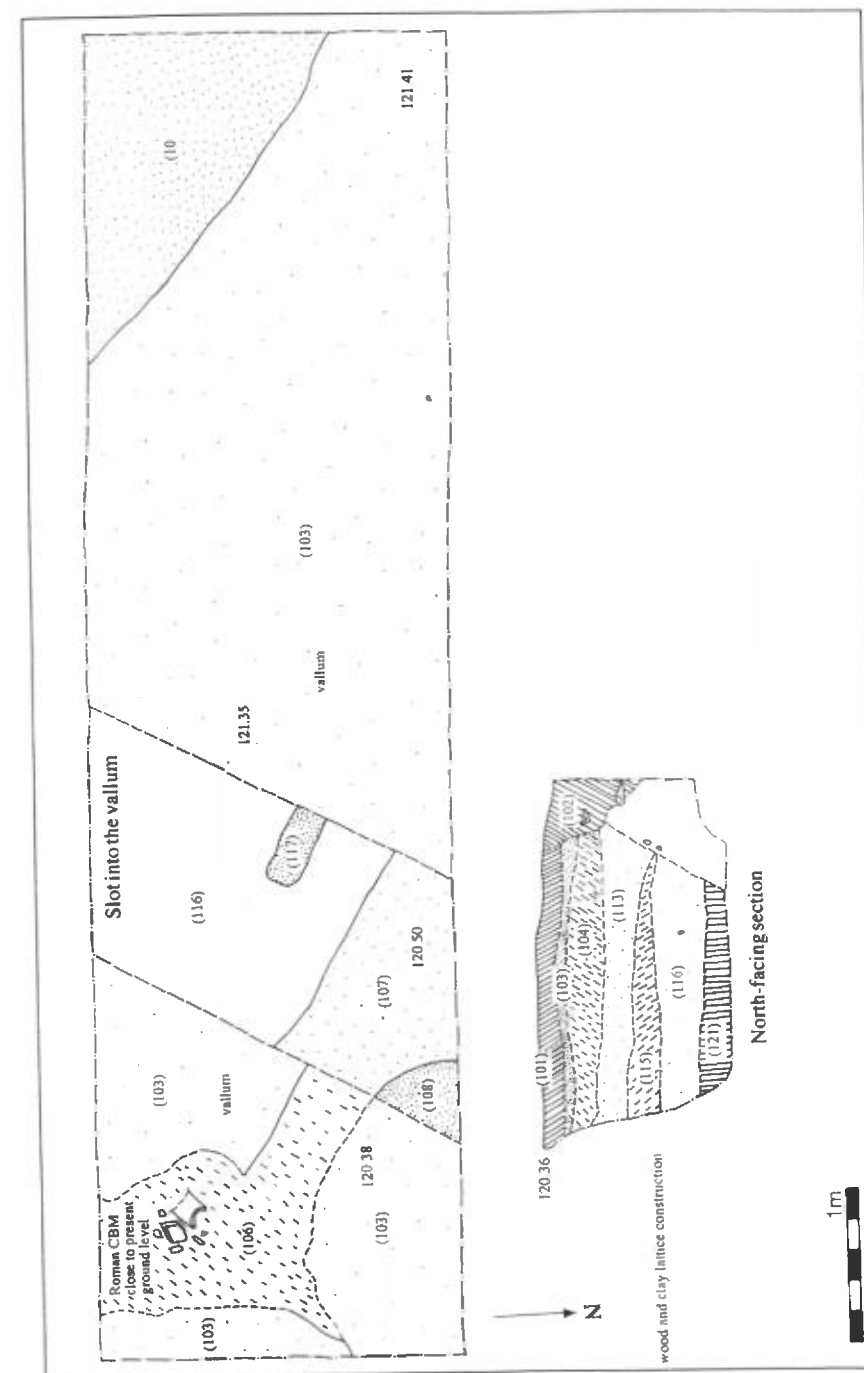 (10
121 41
(103)
vallum
121.35
Slot into the vallum
(117)
(116)
(107)
120 50
(103)
vallum
(108)
Roman CBM
close to present
ground level
(106)
120 38
(103)
(103)
N
(101)
(102)
(103)
(104)
(113)
(115)
(116)
(121)
120 36
North-facing section
wood and clay lattice construction
1m